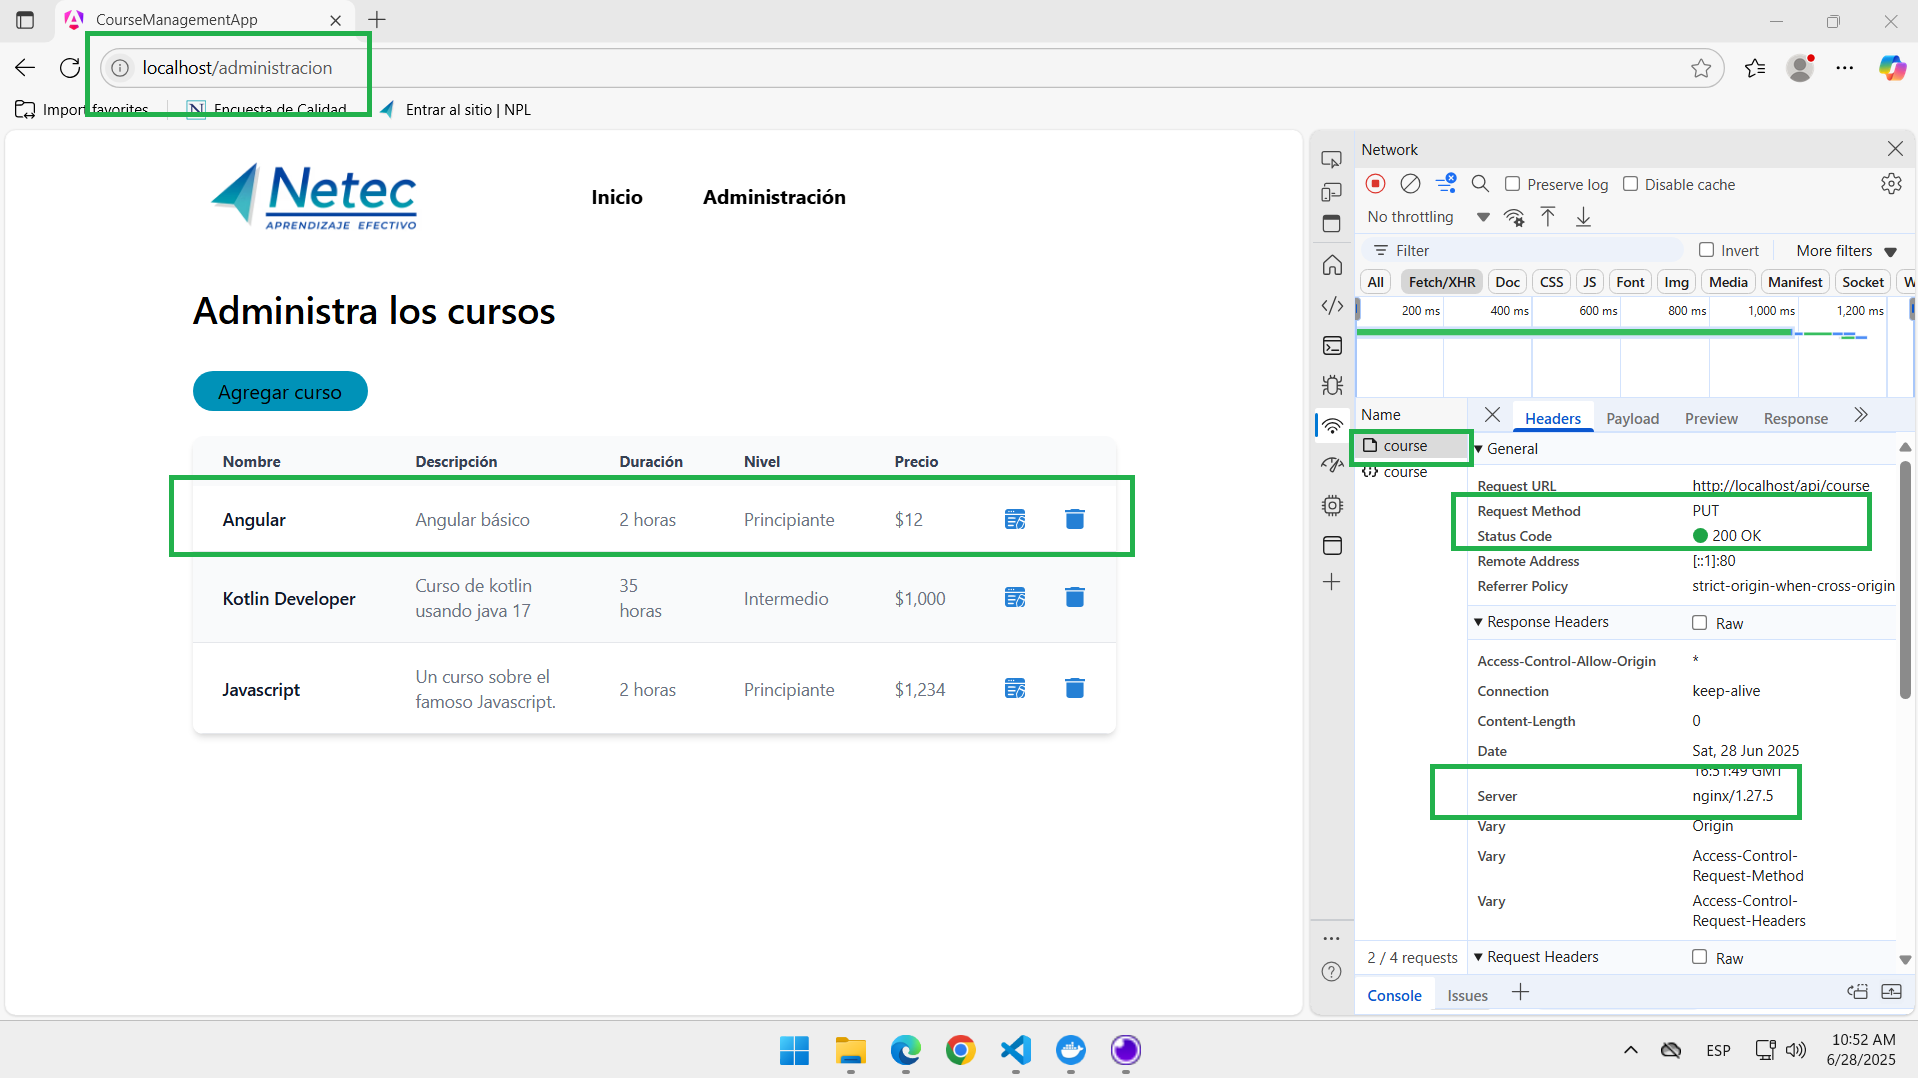 CourseManagementApp
localhost/administracion
Import favorites
Encuesta de Calidad
Entrar al sitio | NPL
Netec
APRENDIZAJE EFECTIVO
Inicio
Administración
Administra los cursos
Agregar curso
Nombre Descripción Duración Nivel Precio
Angular Angular básico 2 horas Principiante $12
Kotlin Developer Curso de kotlin usando java 17 35 horas Intermedio $1,000
Javascript Un curso sobre el famoso Javascript. 2 horas Principiante $1,234
Network
Preserve log Disable cache
No throttling
Filter Invert More filters
All Fetch/XHR Doc CSS JS Font Img Media Manifest Socket W
200 ms 400 ms 600 ms 800 ms 1,000 ms 1,200 ms
Name
course
course
2 / 4 requests
Headers Payload Preview Response
General
Request URL http://localhost/api/course
Request Method PUT
Status Code 200 OK
Remote Address [::1]:80
Referrer Policy strict-origin-when-cross-origin
Response Headers Raw
Access-Control-Allow-Origin *
Connection keep-alive
Content-Length 0
Date Sat, 28 Jun 2025
16:51:49 GMT
Server nginx/1.27.5
Vary Origin
Vary Access-Control-
Request-Method
Vary Access-Control-
Request-Headers
Request Headers Raw
Console Issues
ESP
10:52 AM
6/28/2025